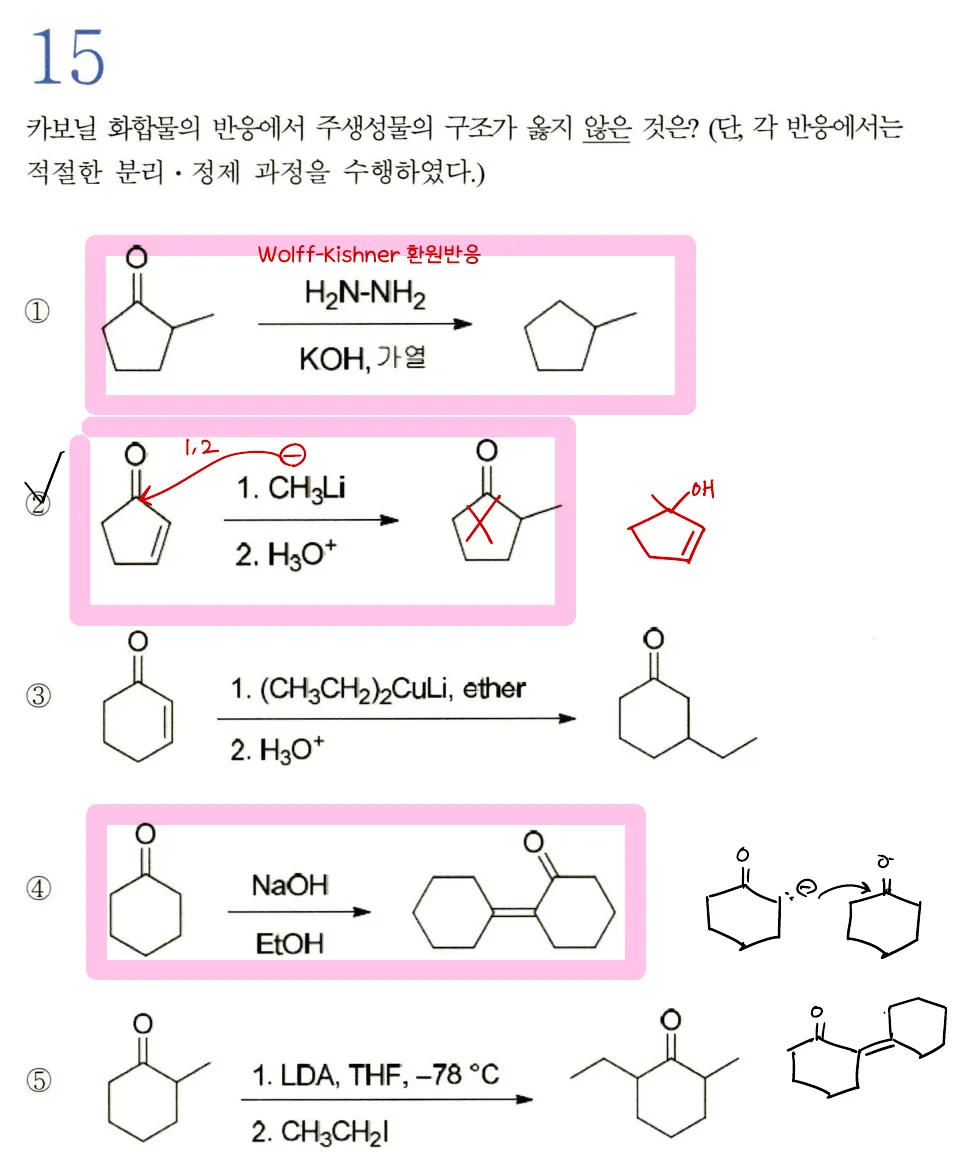 15
카보닐 화합물의 반응에서 주생성물의 구조가 옳지 않은 것은? (단, 각 반응에서는
적절한 분리・정제 과정을 수행하였다.)
Wolff-Kishner 환원반응
①
O
H₂N-NH₂
KOH, 가열
②
O
1,2
1. CH₃Li
2. H₃O⁺
O
OH
③
O
1. (CH₃CH₂)₂CuLi, ether
2. H₃O⁺
O
④
O
NaOH
EtOH
O
O
O
⑤
O
1. LDA, THF, –78 °C
2. CH₃CH₂I
O
O